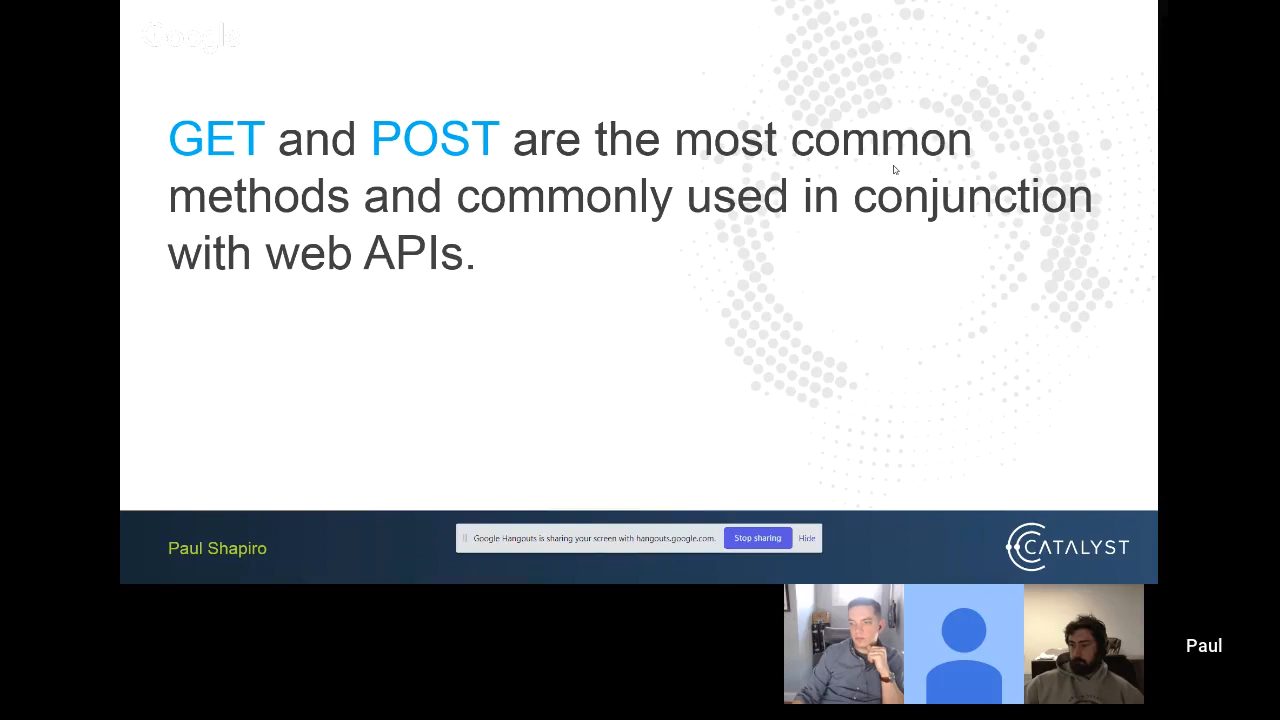 Google
GET and POST are the most common
methods and commonly used in conjunction
with web APIs.
Paul Shapiro
Google Hangouts is sharing your screen with hangouts.google.com.
Stop sharing
Hide
CATALYST
Paul